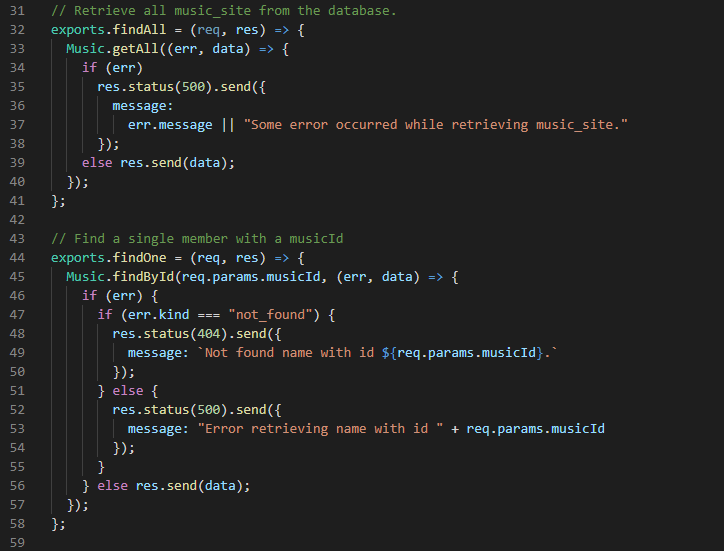 31 // Retrieve all music_site from the database.
32 exports.findAll = (req, res) => {
33   Music.getAll((err, data) => {
34     if (err)
35       res.status(500).send({
36         message:
37           err.message || "Some error occurred while retrieving music_site."
38       });
39     else res.send(data);
40   });
41 };
42
43 // Find a single member with a musicId
44 exports.findOne = (req, res) => {
45   Music.findById(req.params.musicId, (err, data) => {
46     if (err) {
47       if (err.kind === "not_found") {
48         res.status(404).send({
49           message: `Not found name with id ${req.params.musicId}.`
50         });
51       } else {
52         res.status(500).send({
53           message: "Error retrieving name with id " + req.params.musicId
54         });
55       }
56     } else res.send(data);
57   });
58 };
59